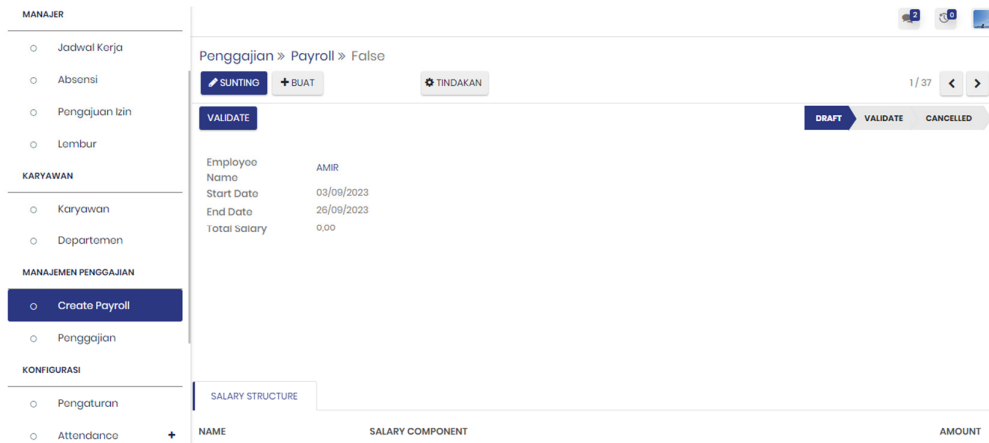 MANAJER
Jadwal Kerja
Absensi
Pengajuan Izin
Lembur
KARYAWAN
Karyawan
Departemen
MANAJEMEN PENGGAJIAN
Create Payroll
Penggajian
KONFIGURASI
Pengaturan
Attendance +
2
0
Penggajian » Payroll » False
SUNTING
+ BUAT
TINDAKAN
1 / 37
VALIDATE
DRAFT VALIDATE CANCELLED
Employee Name AMIR
Start Date 03/09/2023
End Date 26/09/2023
Total Salary 0,00
SALARY STRUCTURE
NAME SALARY COMPONENT AMOUNT